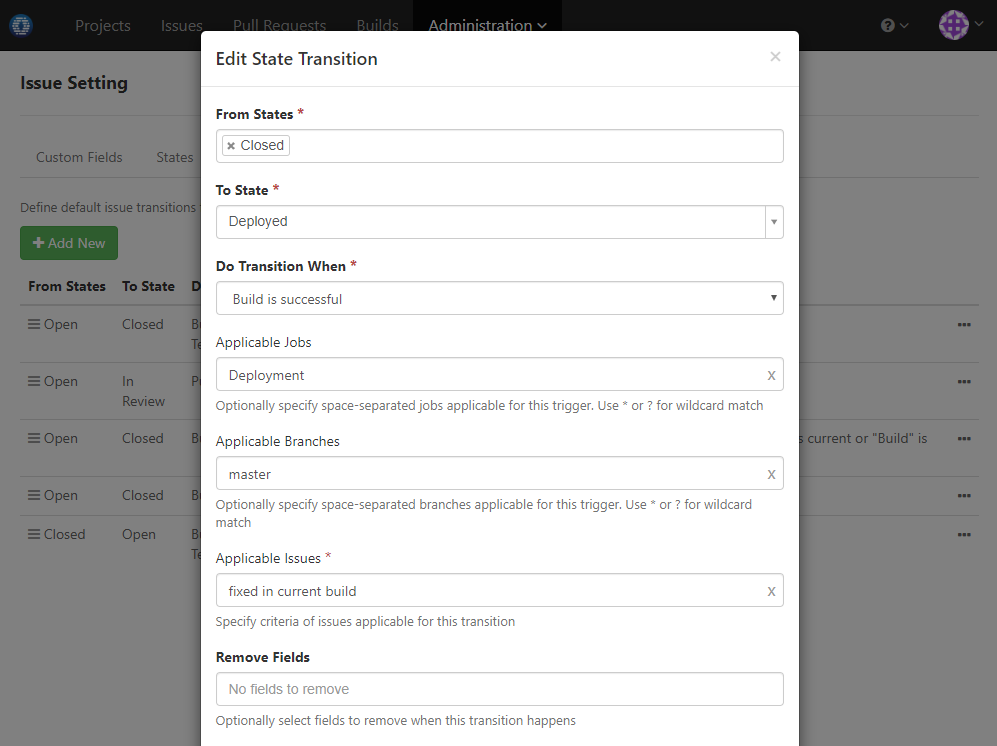 Projects Issues Pull Requests Builds Administration
Edit State Transition ×
Issue Setting
From States *
× Closed
Custom Fields States
To State *
Define default issue transitions
Deployed
Add New
Do Transition When *
From States To State D
Build is successful
Open Closed
Applicable Jobs
Deployment X
Open In
Review
Optionally specify space-separated jobs applicable for this trigger. Use * or ? for wildcard match
Applicable Branches
Open Closed s current or "Build" is
master X
Open Closed
Optionally specify space-separated branches applicable for this trigger. Use * or ? for wildcard
match
Closed Open
Applicable Issues *
fixed in current build X
Specify criteria of issues applicable for this transition
Remove Fields
No fields to remove
Optionally select fields to remove when this transition happens